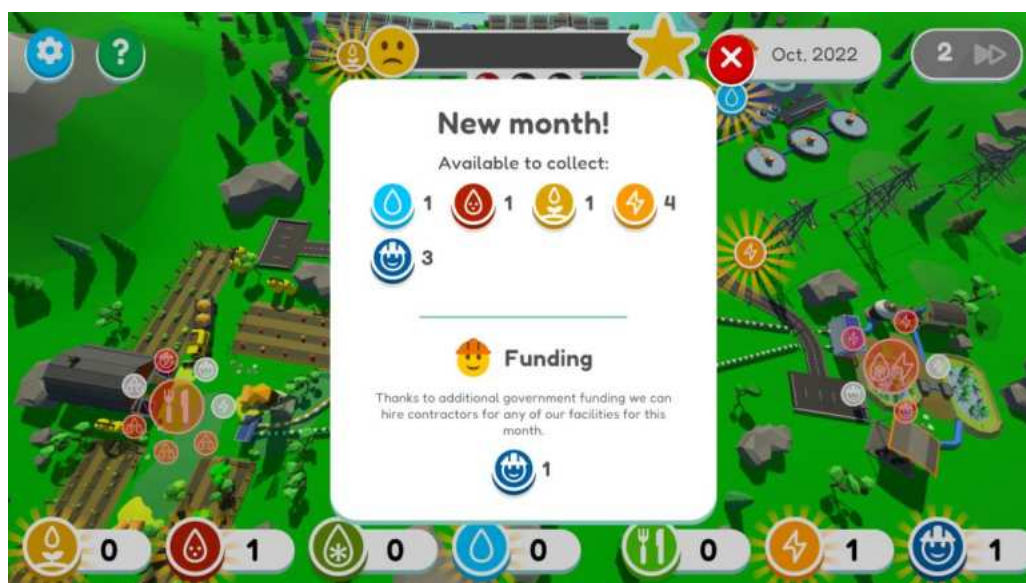 ?
Oct, 2022
2
New month!
Available to collect:
1 1 1 4
3
Funding
Thanks to additional government funding we can
hire contractors for any of our facilities for this
month.
1
0 1 0 0 0 1 1